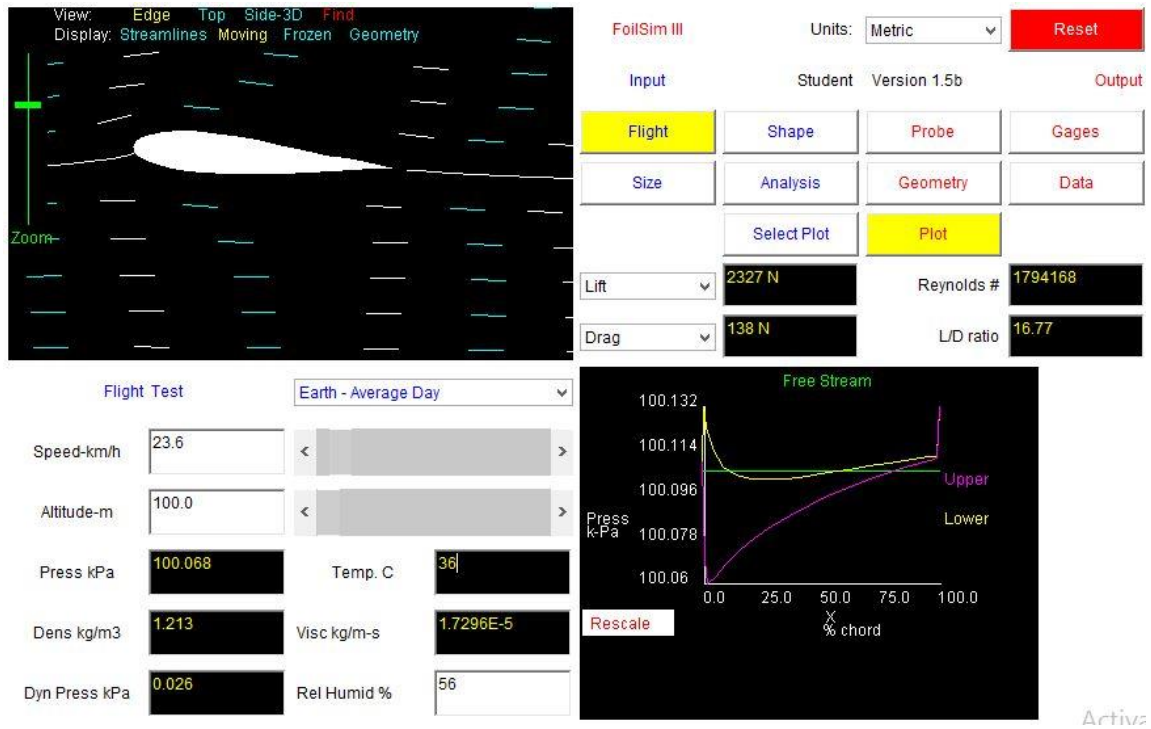 View: Edge Top Side-3D Find
Display: Streamlines Moving Frozen Geometry
Zoom
FoilSim III Units: Metric Reset
Input Student Version 1.5b Output
Flight Shape Probe Gages
Size Analysis Geometry Data
Select Plot Plot
Lift 2327 N Reynolds # 1794168
Drag 138 N L/D ratio 16.77
Flight Test Earth - Average Day
Speed-km/h 23.6
Altitude-m 100.0
Press kPa 100.068 Temp. C 36
Dens kg/m3 1.213 Visc kg/m-s 1.7296E-5
Dyn Press kPa 0.026 Rel Humid % 56
Free Stream
100.132
100.114
100.096
100.078
100.06
Press
k-Pa
Upper
Lower
0.0 25.0 50.0 75.0 100.0
X
% chord
Rescale
Activa